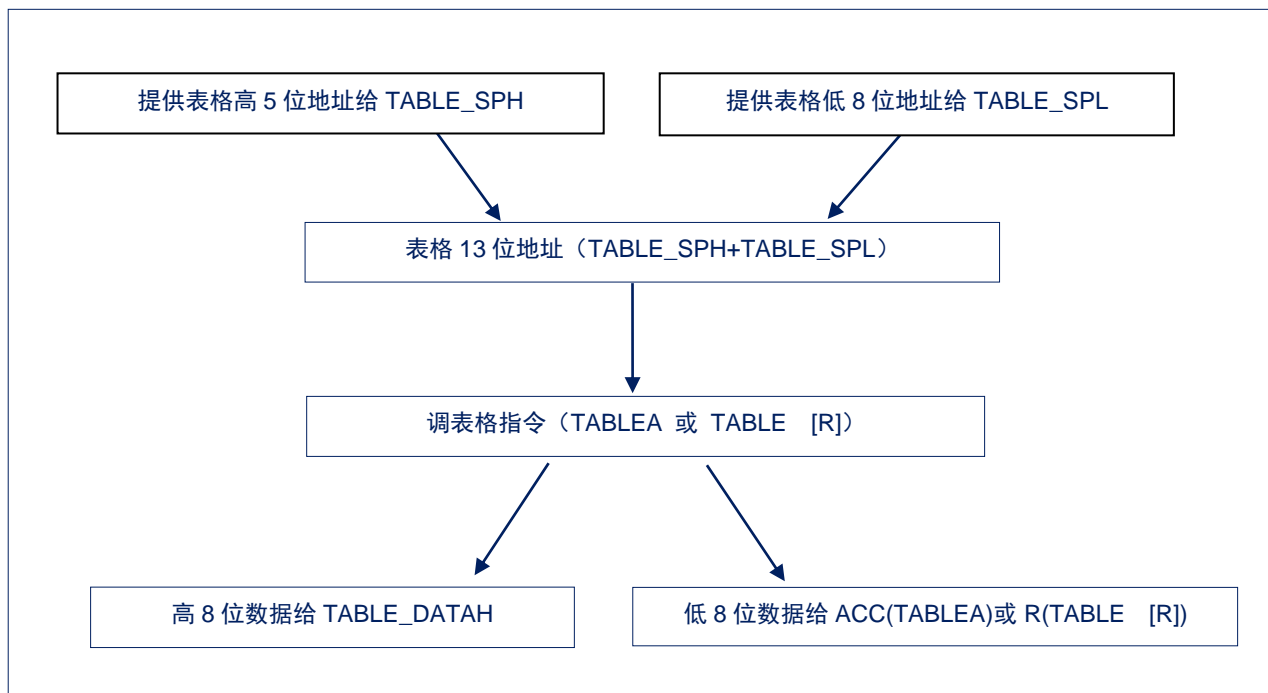 提供表格高 5 位地址给 TABLE_SPH
提供表格低 8 位地址给 TABLE_SPL
表格 13 位地址（TABLE_SPH+TABLE_SPL）
调表格指令（TABLEA 或 TABLE [R]）
高 8 位数据给 TABLE_DATAH
低 8 位数据给 ACC(TABLEA)或 R(TABLE [R])